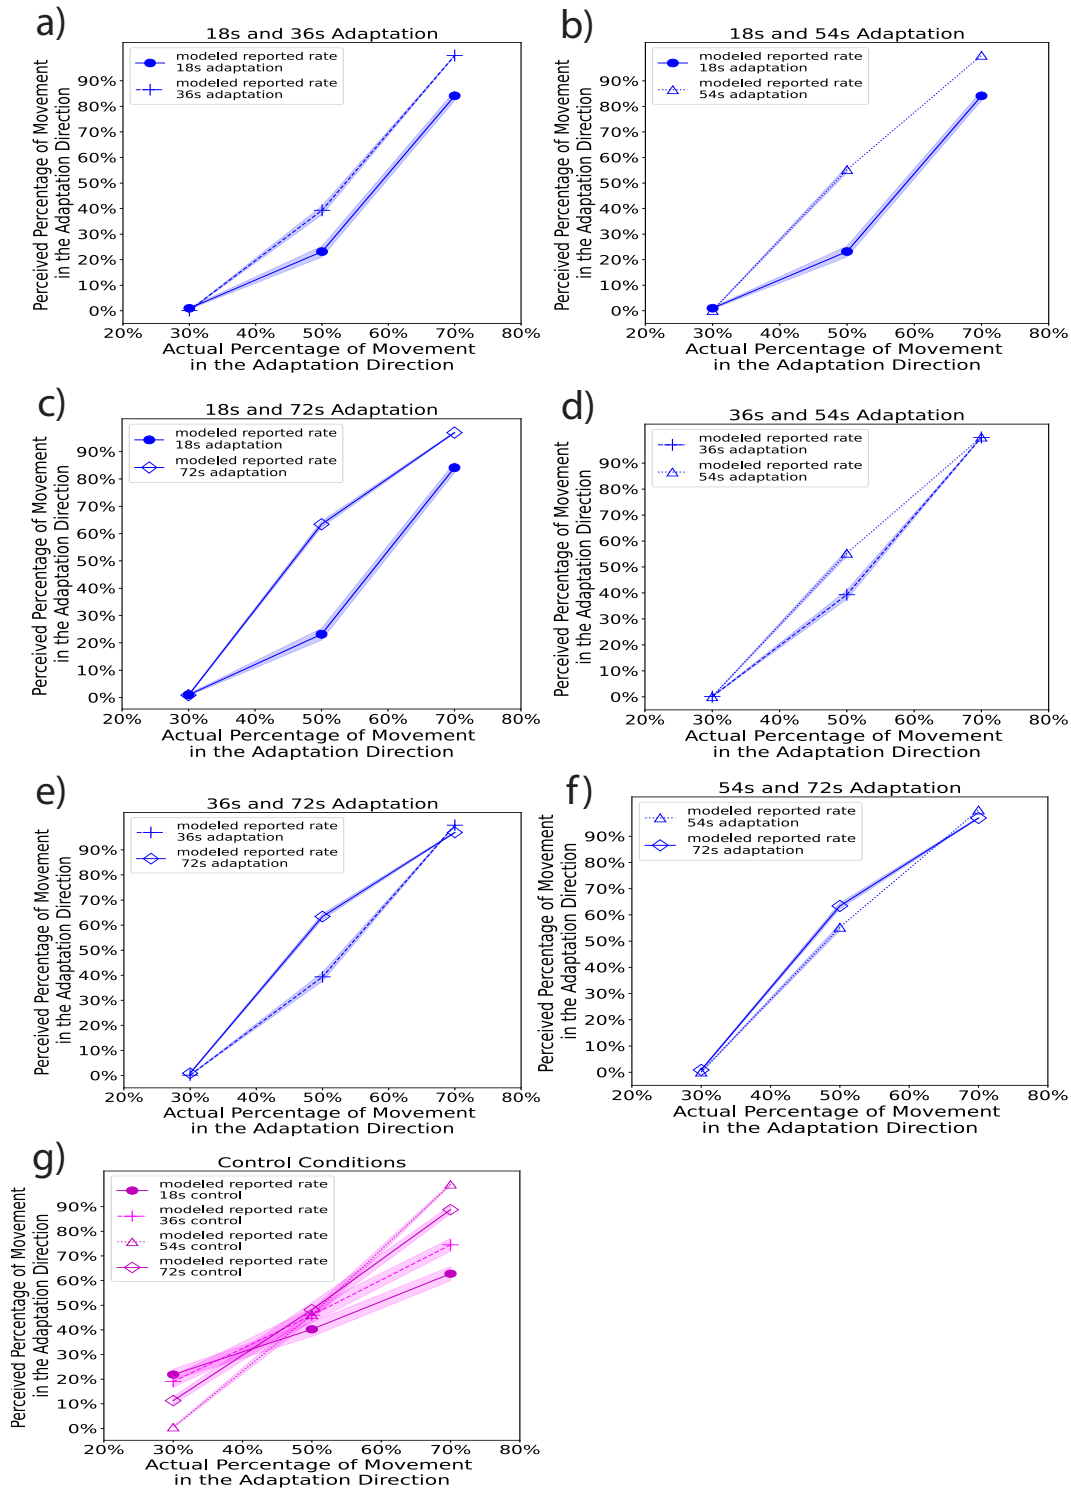 a)
18s and 36s Adaptation
modeled reported rate
18s adaptation
modeled reported rate
36s adaptation
90%
80%
70%
60%
50%
40%
30%
20%
10%
0%
20% 30% 40% 50% 60% 70% 80%
Perceived Percentage of Movement
in the Adaptation Direction
Actual Percentage of Movement
in the Adaptation Direction
b)
18s and 54s Adaptation
modeled reported rate
18s adaptation
modeled reported rate
54s adaptation
90%
80%
70%
60%
50%
40%
30%
20%
10%
0%
20% 30% 40% 50% 60% 70% 80%
Perceived Percentage of Movement
in the Adaptation Direction
Actual Percentage of Movement
in the Adaptation Direction
c)
18s and 72s Adaptation
modeled reported rate
18s adaptation
modeled reported rate
72s adaptation
90%
80%
70%
60%
50%
40%
30%
20%
10%
0%
20% 30% 40% 50% 60% 70% 80%
Perceived Percentage of Movement
in the Adaptation Direction
Actual Percentage of Movement
in the Adaptation Direction
d)
36s and 54s Adaptation
modeled reported rate
36s adaptation
modeled reported rate
54s adaptation
90%
80%
70%
60%
50%
40%
30%
20%
10%
0%
20% 30% 40% 50% 60% 70% 80%
Perceived Percentage of Movement
in the Adaptation Direction
Actual Percentage of Movement
in the Adaptation Direction
e)
36s and 72s Adaptation
modeled reported rate
36s adaptation
modeled reported rate
72s adaptation
90%
80%
70%
60%
50%
40%
30%
20%
10%
0%
20% 30% 40% 50% 60% 70% 80%
Perceived Percentage of Movement
in the Adaptation Direction
Actual Percentage of Movement
in the Adaptation Direction
f)
54s and 72s Adaptation
modeled reported rate
54s adaptation
modeled reported rate
72s adaptation
90%
80%
70%
60%
50%
40%
30%
20%
10%
0%
20% 30% 40% 50% 60% 70% 80%
Perceived Percentage of Movement
in the Adaptation Direction
Actual Percentage of Movement
in the Adaptation Direction
g)
Control Conditions
modeled reported rate
18s control
modeled reported rate
36s control
modeled reported rate
54s control
modeled reported rate
72s control
90%
80%
70%
60%
50%
40%
30%
20%
10%
0%
20% 30% 40% 50% 60% 70% 80%
Perceived Percentage of Movement
in the Adaptation Direction
Actual Percentage of Movement
in the Adaptation Direction